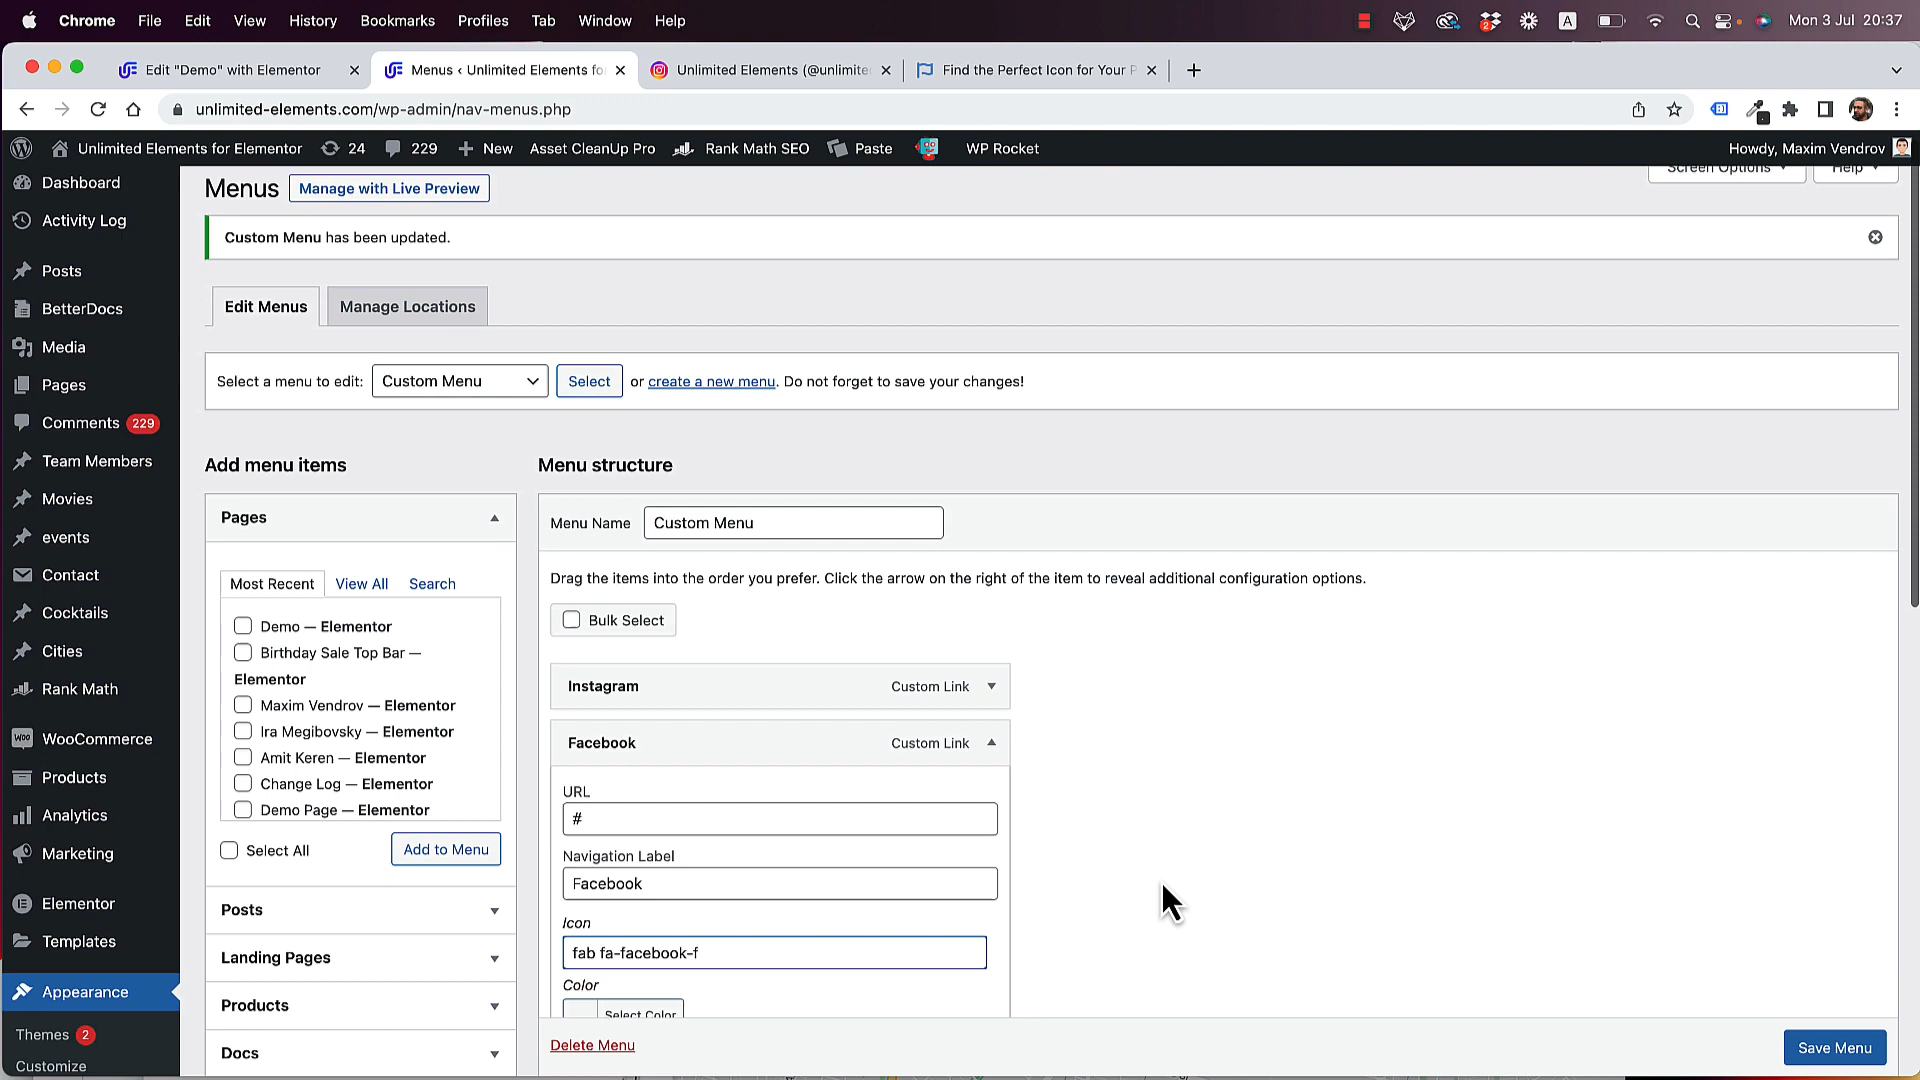 Chrome File Edit View History Bookmarks Profiles Tab Window Help
A Mon 3 Jul 20:37
2
Edit "Demo" with Elementor
Menus ‹ Unlimited Elements fo
Unlimited Elements (@unlimite
Find the Perfect Icon for Your P
unlimited-elements.com/wp-admin/nav-menus.php
Unlimited Elements for Elementor 24 229 New Asset CleanUp Pro Rank Math SEO Paste WP Rocket Howdy, Maxim Vendrov
Dashboard
Activity Log
Posts
BetterDocs
Media
Pages
Comments 229
Team Members
Movies
events
Contact
Cocktails
Cities
Rank Math
WOO WooCommerce
Products
Analytics
Marketing
Elementor
Templates
Appearance
Themes 2
Customize
Screen Options Help
Menus Manage with Live Preview
Custom Menu has been updated.
Edit Menus Manage Locations
Select a menu to edit: Custom Menu Select or create a new menu. Do not forget to save your changes!
Add menu items
Pages
Most Recent View All Search
Demo — Elementor
Birthday Sale Top Bar —
Elementor
Maxim Vendrov — Elementor
Ira Megibovsky — Elementor
Amit Keren — Elementor
Change Log — Elementor
Demo Page — Elementor
Select All Add to Menu
Posts
Landing Pages
Products
Docs
Menu structure
Menu Name Custom Menu
Drag the items into the order you prefer. Click the arrow on the right of the item to reveal additional configuration options.
Bulk Select
Instagram Custom Link
Facebook Custom Link
URL
#
Navigation Label
Facebook
Icon
fab fa-facebook-f
Color
Select Color
Delete Menu Save Menu